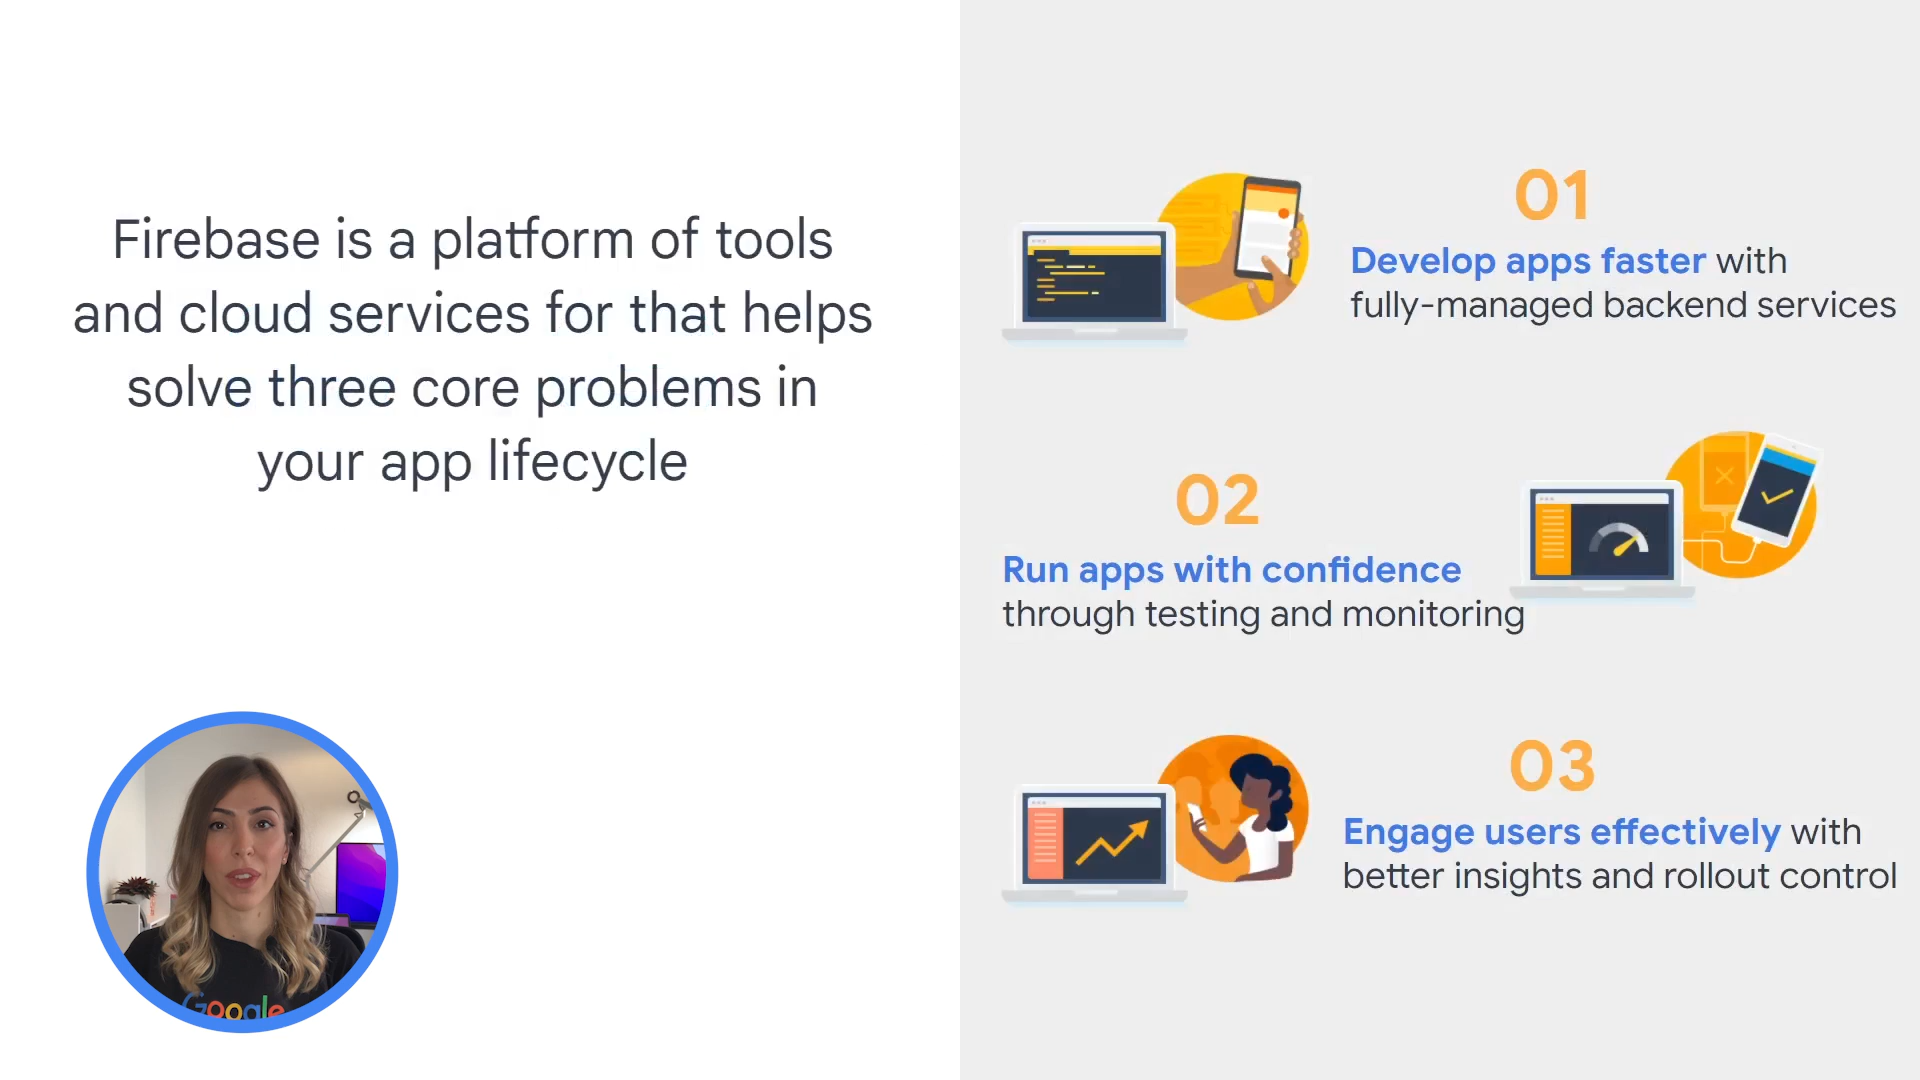 Firebase is a platform of tools
and cloud services for that helps
solve three core problems in
your app lifecycle
01
Develop apps faster with
fully-managed backend services
02
Run apps with confidence
through testing and monitoring
03
Engage users effectively with
better insights and rollout control
Google